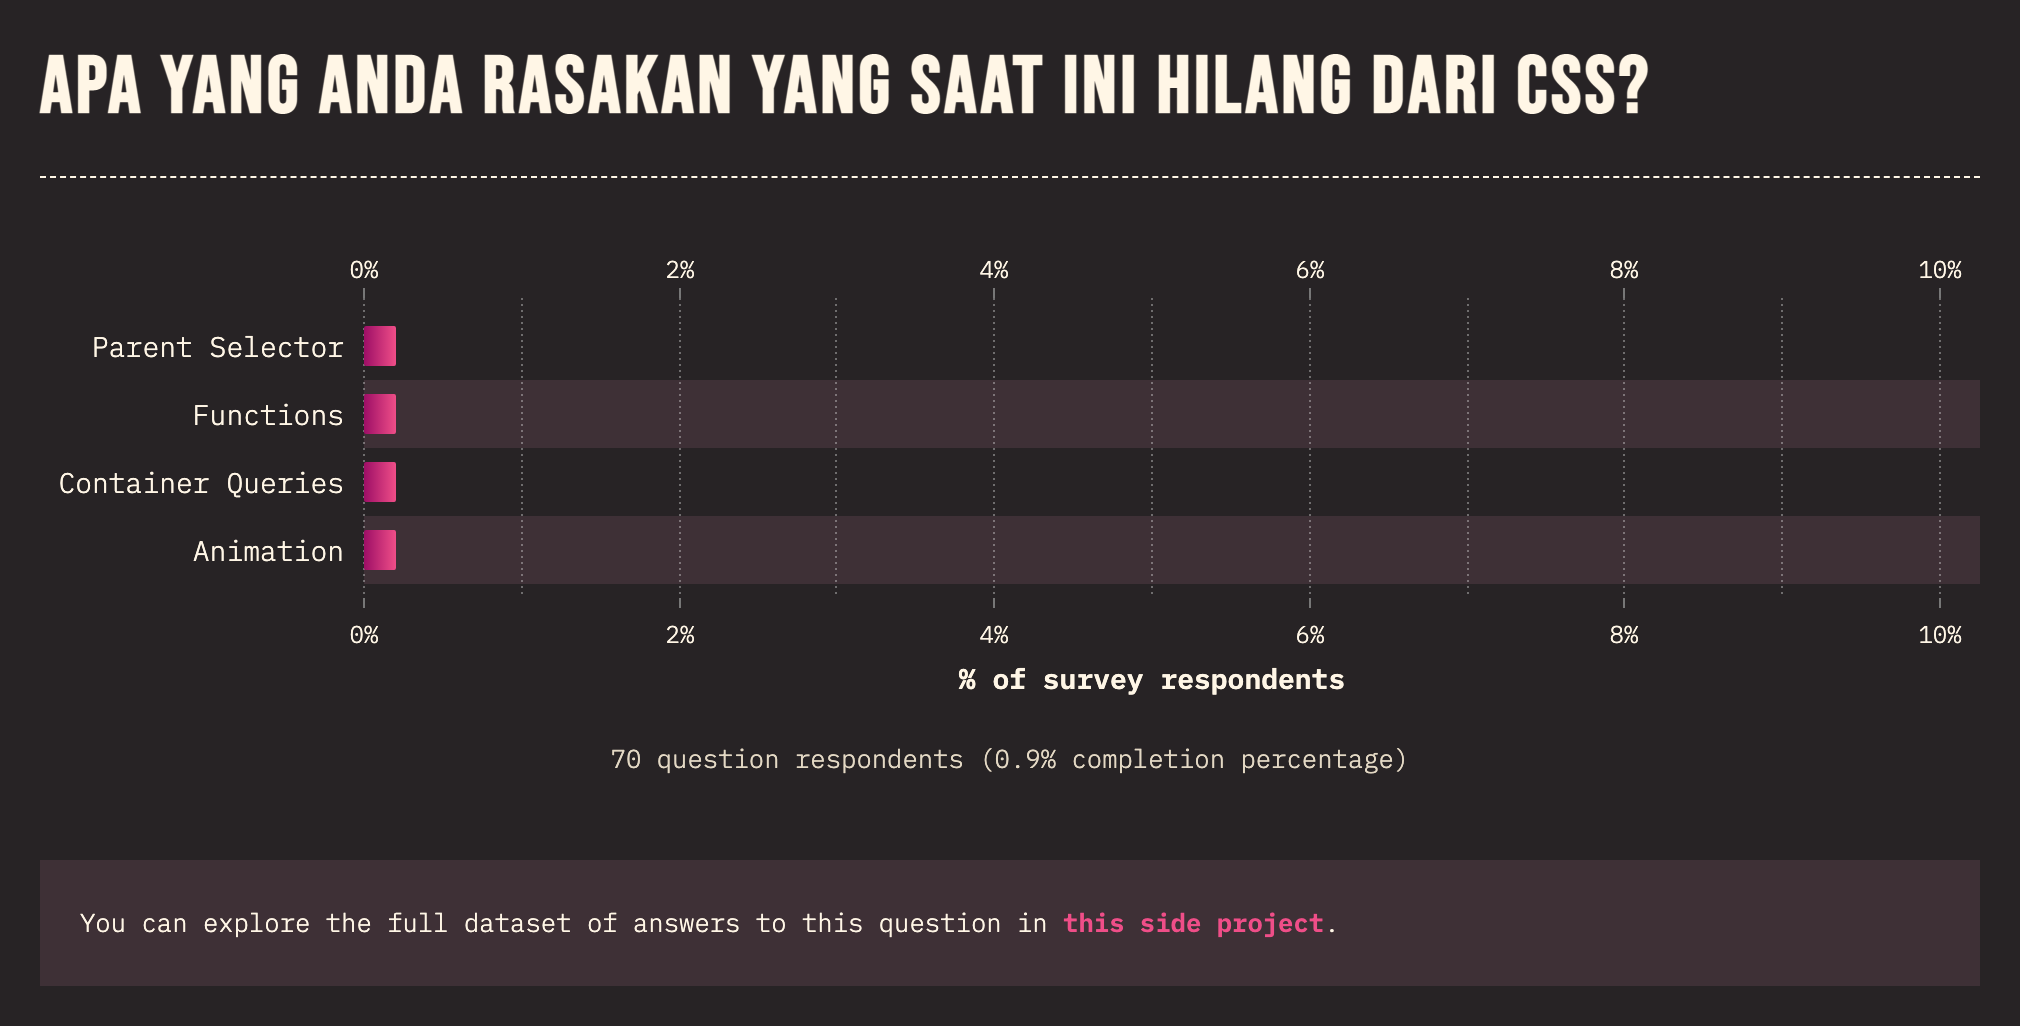 APA YANG ANDA RASAKAN YANG SAAT INI HILANG DARI CSS?
0% 2% 4% 6% 8% 10%
Parent Selector
Functions
Container Queries
Animation
0% 2% 4% 6% 8% 10%
% of survey respondents
70 question respondents (0.9% completion percentage)
You can explore the full dataset of answers to this question in this side project.